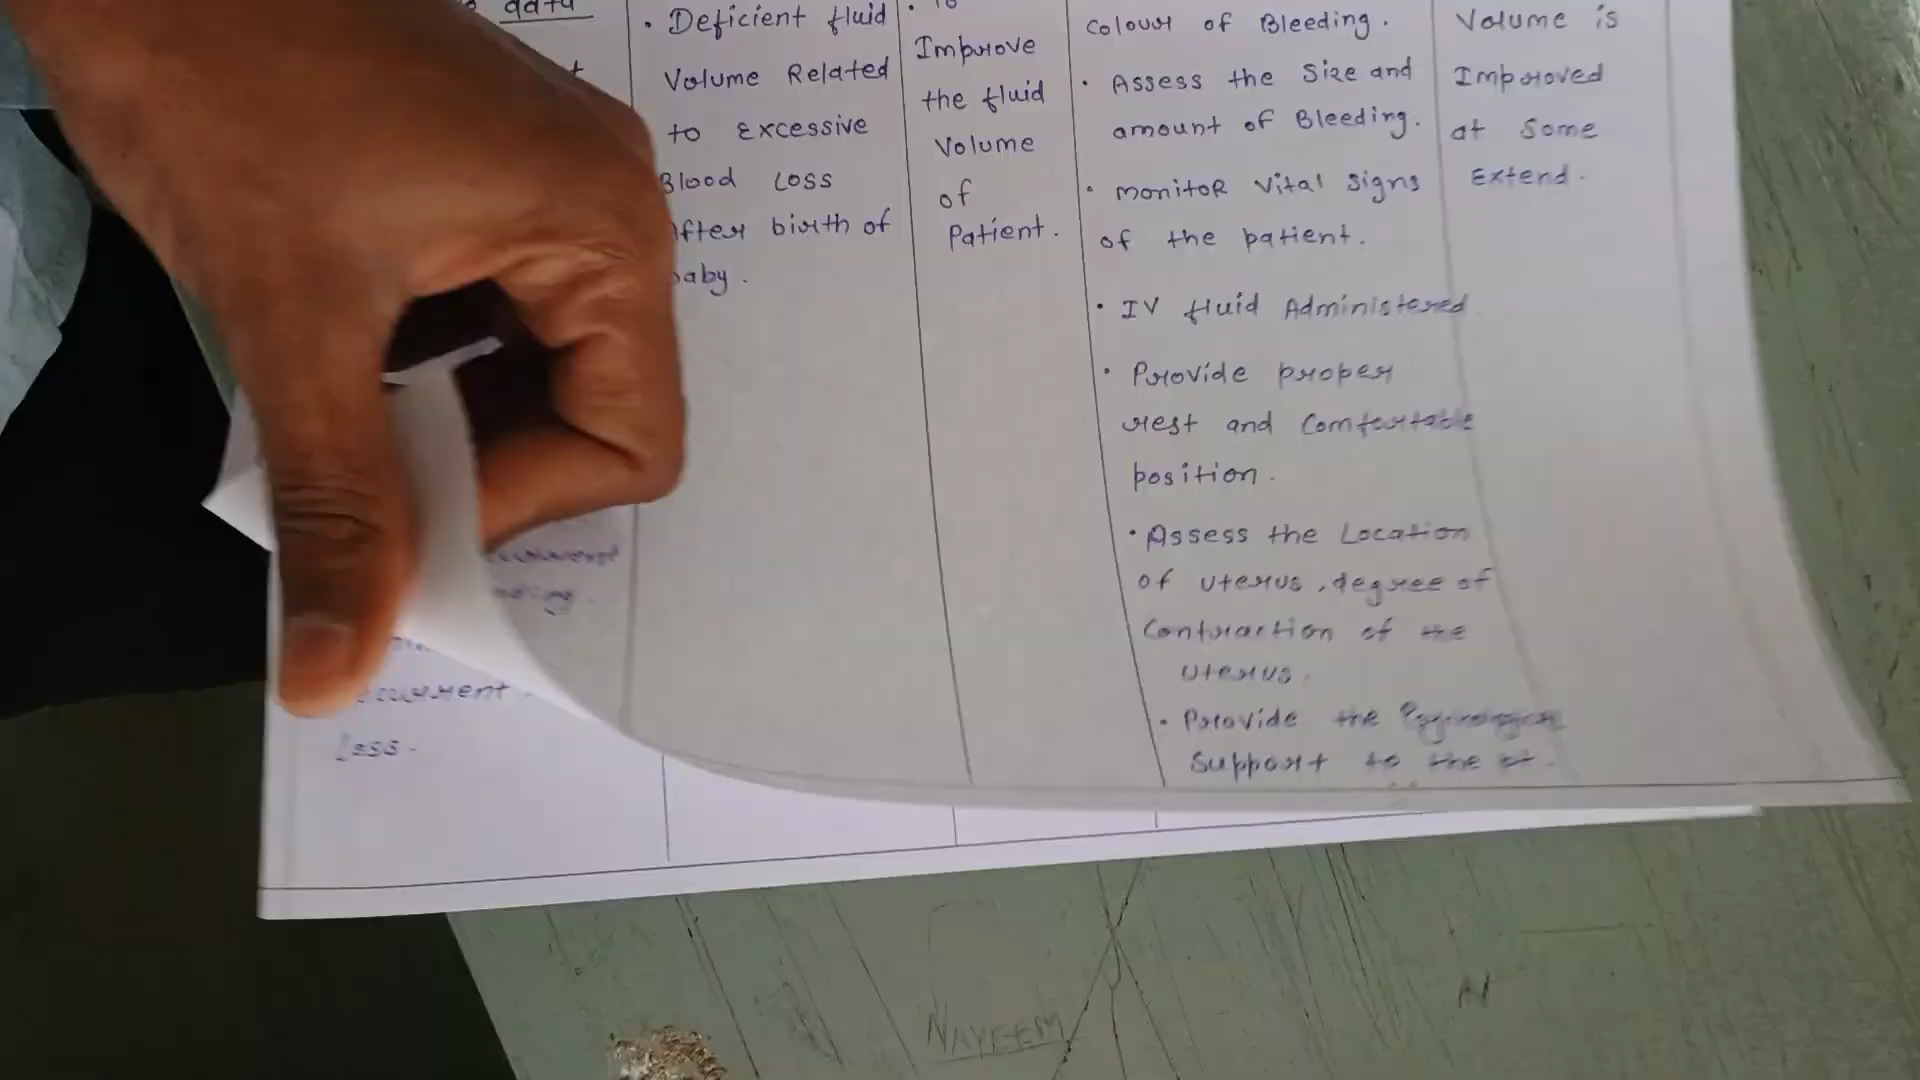 data
• Deficient fluid
Volume Related
to Excessive
Blood Loss
After birth of
baby.
• To
Improve
the fluid
Volume
of
Patient.
Colour of Bleeding.
• Assess the Size and
amount of Bleeding.
• monitor Vital Signs
of the patient.
• IV fluid Administered
• Provide proper
rest and Comfortable
position.
• Assess the Location
of uterus, degree of
Contraction of the
uterus.
• Provide the
Support to the pt.
Volume is
Improved
at Some
Extend.
Loss.
NAYEEM
N